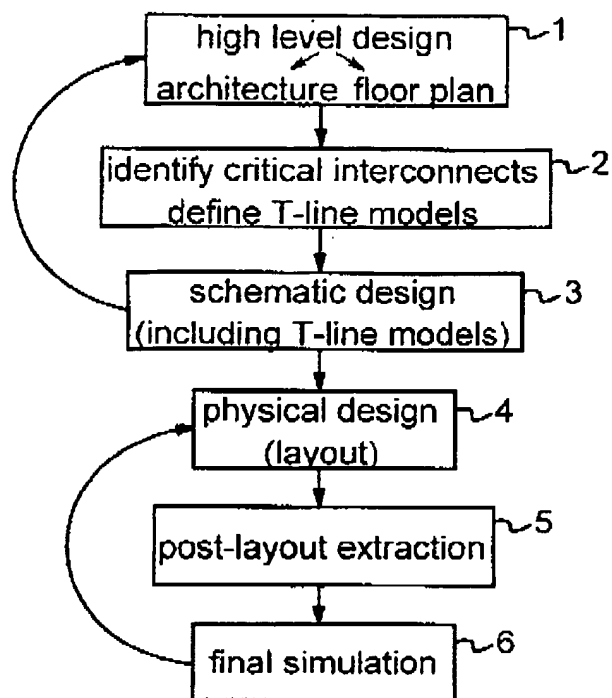 high level design
1
architecture floor plan
identify critical interconnects
2
define T-line models
schematic design
3
(including T-line models)
physical design
4
(layout)
post-layout extraction
5
final simulation
6